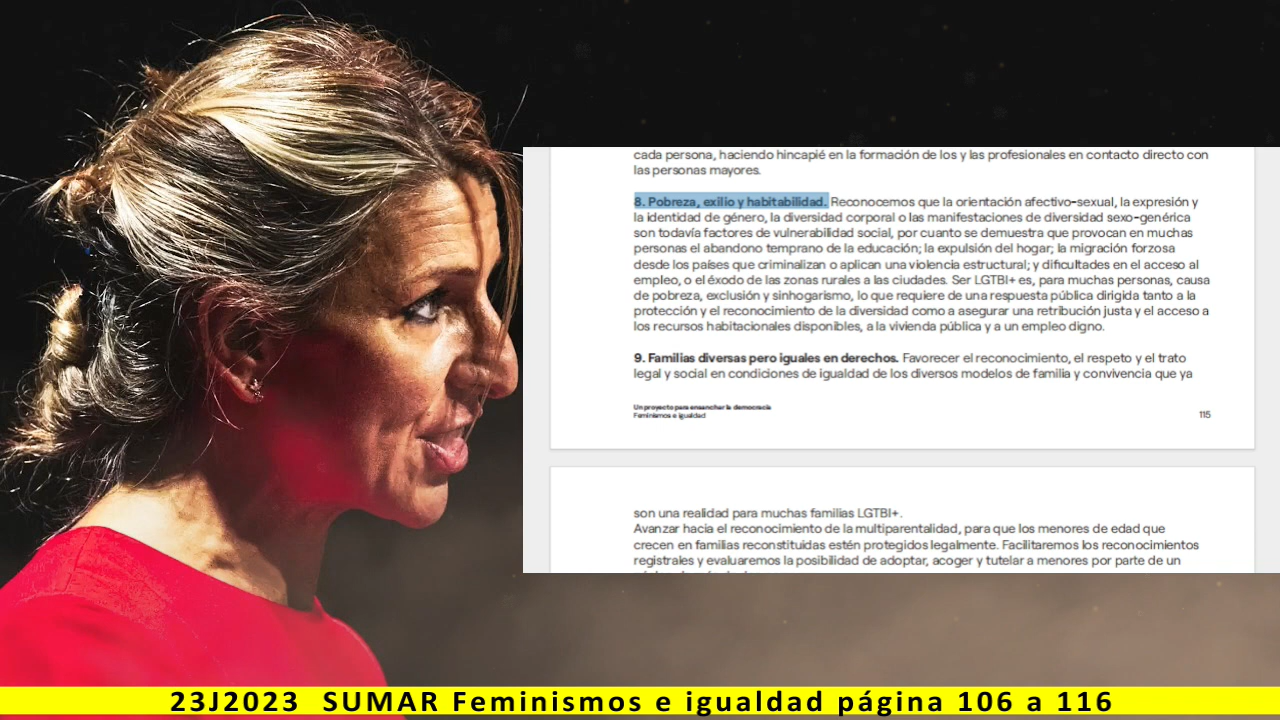 cada persona, haciendo hincapié en la formación de los y las profesionales en contacto directo con
las personas mayores.
8. Pobreza, exilio y habitabilidad. Reconocemos que la orientación afectivo-sexual, la expresión y
la identidad de género, la diversidad corporal o las manifestaciones de diversidad sexo-genérica
son todavía factores de vulnerabilidad social, por cuanto se demuestra que provocan en muchas
personas el abandono temprano de la educación; la expulsión del hogar; la migración forzosa
desde los países que criminalizan o aplican una violencia estructural; y dificultades en el acceso al
empleo, o el éxodo de las zonas rurales a las ciudades. Ser LGTBI+ es, para muchas personas, causa
de pobreza, exclusión y sinhogarismo, lo que requiere de una respuesta pública dirigida tanto a la
protección y el reconocimiento de la diversidad como a asegurar una retribución justa y el acceso a
los recursos habitacionales disponibles, a la vivienda pública y a un empleo digno.
9. Familias diversas pero iguales en derechos. Favorecer el reconocimiento, el respeto y el trato
legal y social en condiciones de igualdad de los diversos modelos de familia y convivencia que ya
Un proyecto para ensanchar la democracia
Feminismos e igualdad 115
son una realidad para muchas familias LGTBI+.
Avanzar hacia el reconocimiento de la multiparentalidad, para que los menores de edad que
crecen en familias reconstituidas estén protegidos legalmente. Facilitaremos los reconocimientos
registrales y evaluaremos la posibilidad de adoptar, acoger y tutelar a menores por parte de un
23J2023 SUMAR Feminismos e igualdad página 106 a 116